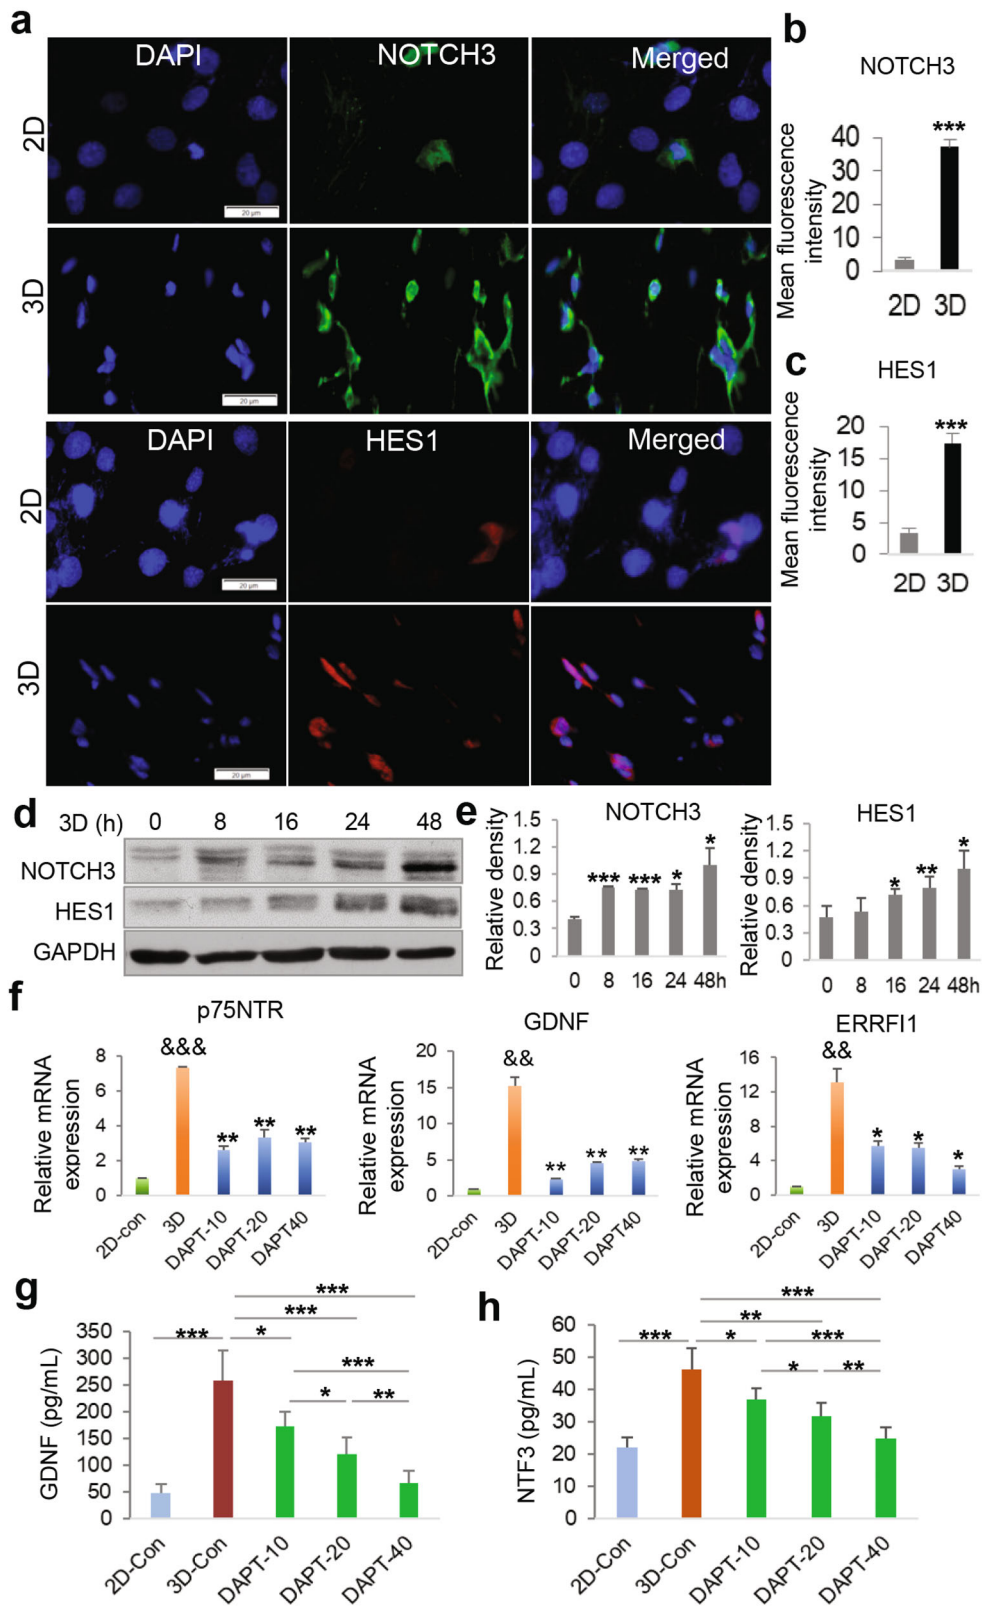 a
DAPI NOTCH3 Merged
2D
20 µm
3D
20 µm
DAPI HES1 Merged
2D
20 µm
3D
20 µm
b
NOTCH3
Mean fluorescence
intensity
40
30
20
10
0
***
2D 3D
c
HES1
Mean fluorescence
intensity
20
15
10
5
0
***
2D 3D
d
3D (h) 0 8 16 24 48
NOTCH3
HES1
GAPDH
e
NOTCH3
Relative density
1.5
1.2
0.9
0.6
0.3
0
*** *** * *
0 8 16 24 48h
HES1
Relative density
1.5
1.2
0.9
0.6
0.3
0
* ** *
0 8 16 24 48h
f
p75NTR
Relative mRNA
expression
8
6
4
2
0
&&&
** ** **
2D-con 3D DAPT-10 DAPT-20 DAPT40
GDNF
Relative mRNA
expression
20
15
10
5
0
&&
** ** **
2D-con 3D DAPT-10 DAPT-20 DAPT40
ERRFI1
Relative mRNA
expression
16
12
8
4
0
&&
* * *
2D-con 3D DAPT-10 DAPT-20 DAPT40
g
GDNF (pg/mL)
350
300
250
200
150
100
50
0
***
***
*** *
***
* **
2D-Con 3D-Con DAPT-10 DAPT-20 DAPT-40
h
NTF3 (pg/mL)
60
50
40
30
20
10
0
***
**
*** * ***
* **
2D-Con 3D-Con DAPT-10 DAPT-20 DAPT-40